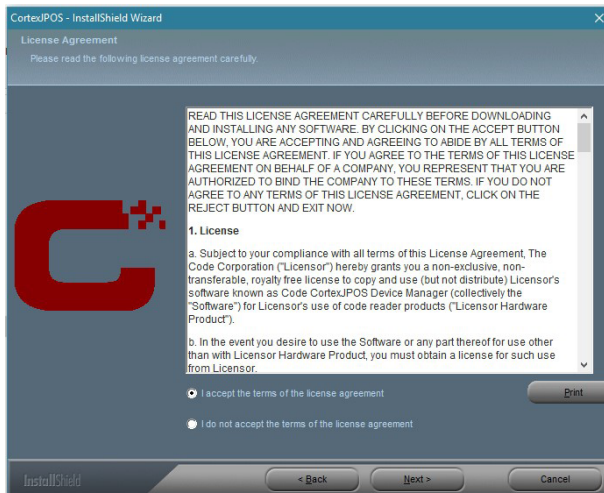 CortexJPOS - InstallShield Wizard
License Agreement
Please read the following license agreement carefully.
READ THIS LICENSE AGREEMENT CAREFULLY BEFORE DOWNLOADING
AND INSTALLING ANY SOFTWARE. BY CLICKING ON THE ACCEPT BUTTON
BELOW, YOU ARE ACCEPTING AND AGREEING TO ABIDE BY ALL TERMS OF
THIS LICENSE AGREEMENT. IF YOU AGREE TO THE TERMS OF THIS LICENSE
AGREEMENT ON BEHALF OF A COMPANY, YOU REPRESENT THAT YOU ARE
AUTHORIZED TO BIND THE COMPANY TO THESE TERMS. IF YOU DO NOT
AGREE TO ANY TERMS OF THIS LICENSE AGREEMENT, CLICK ON THE
REJECT BUTTON AND EXIT NOW.
1. License
a. Subject to your compliance with all terms of this License Agreement, The
Code Corporation ("Licensor") hereby grants you a non-exclusive, non-
transferable, royalty free license to copy and use (but not distribute) Licensor's
software known as Code CortexJPOS Device Manager (collectively the
"Software") for Licensor's use of code reader products ("Licensor Hardware
Product").
b. In the event you desire to use the Software or any part thereof for use other
than with Licensor Hardware Product, you must obtain a license for such use
from Licensor.
I accept the terms of the license agreement
Print
I do not accept the terms of the license agreement
InstallShield
< Back
Next >
Cancel